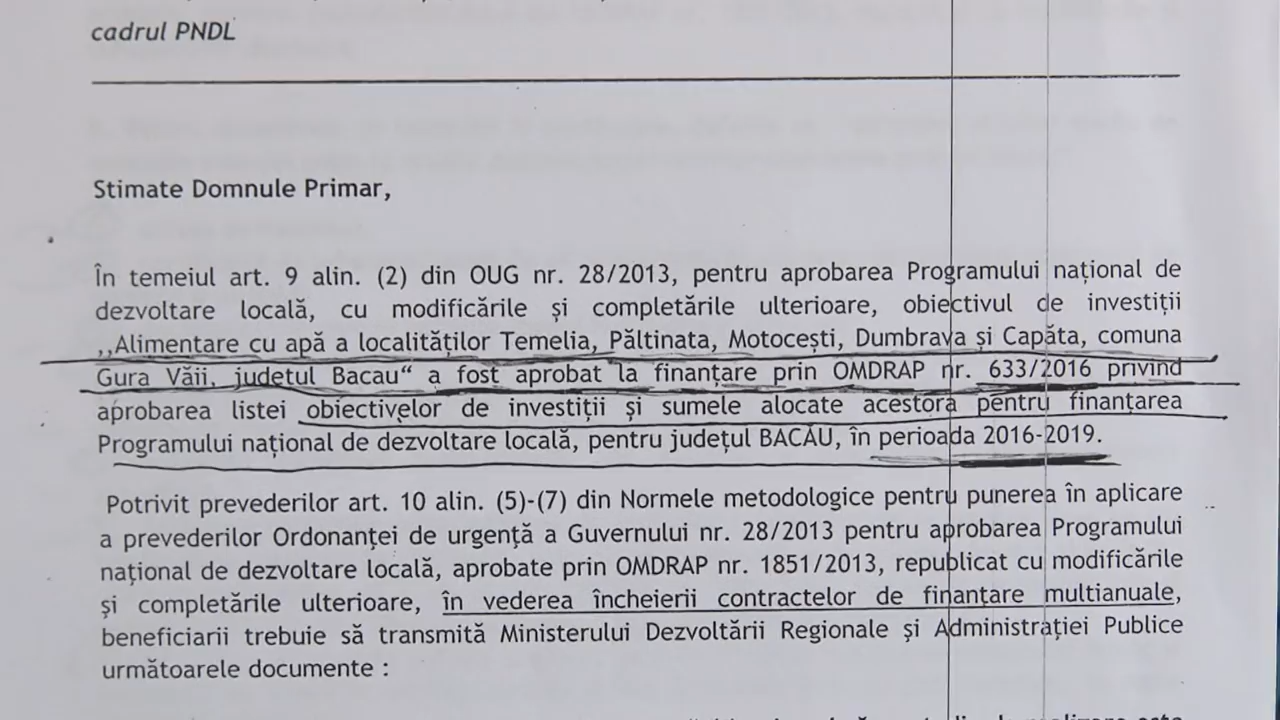 cadrul PNDL
Stimate Domnule Primar,
În temeiul art. 9 alin. (2) din OUG nr. 28/2013, pentru aprobarea Programului național de
dezvoltare locală, cu modificările și completările ulterioare, obiectivul de investiții
,,Alimentare cu apă a localităților Temelia, Păltinata, Motocești, Dumbrava și Capăta, comuna
Gura Văii, județul Bacau“ a fost aprobat la finanțare prin OMDRAP nr. 633/2016 privind
aprobarea listei obiectivelor de investiții și sumele alocate acestora pentru finanțarea
Programului național de dezvoltare locală, pentru județul BACĂU, în perioada 2016-2019.
Potrivit prevederilor art. 10 alin. (5)-(7) din Normele metodologice pentru punerea în aplicare
a prevederilor Ordonanței de urgență a Guvernului nr. 28/2013 pentru aprobarea Programului
național de dezvoltare locală, aprobate prin OMDRAP nr. 1851/2013, republicat cu modificările
și completările ulterioare, în vederea încheierii contractelor de finanțare multianuale,
beneficiarii trebuie să transmită Ministerului Dezvoltării Regionale și Administrației Publice
următoarele documente :